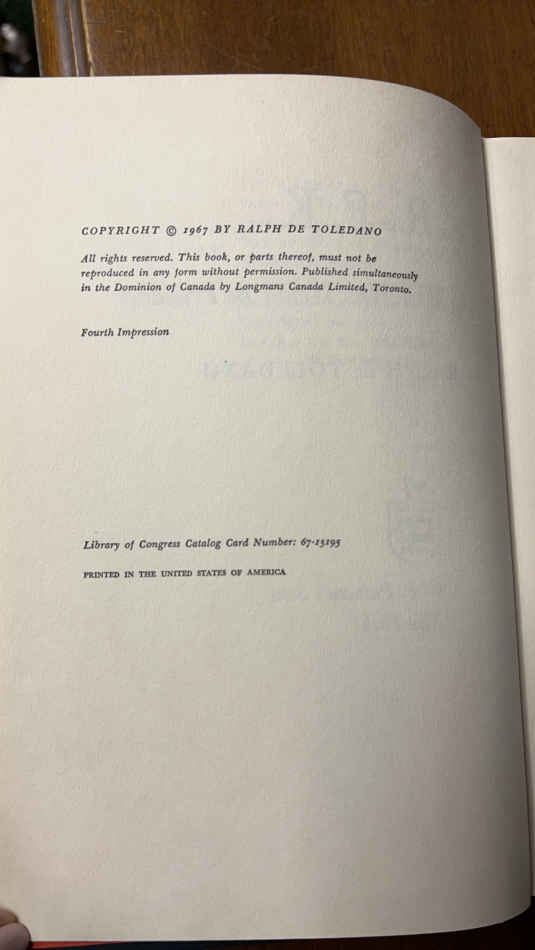 COPYRIGHT © 1967 BY RALPH DE TOLEDANO
All rights reserved. This book, or parts thereof, must not be
reproduced in any form without permission. Published simultaneously
in the Dominion of Canada by Longmans Canada Limited, Toronto.
Fourth Impression
Library of Congress Catalog Card Number: 67-15195
PRINTED IN THE UNITED STATES OF AMERICA